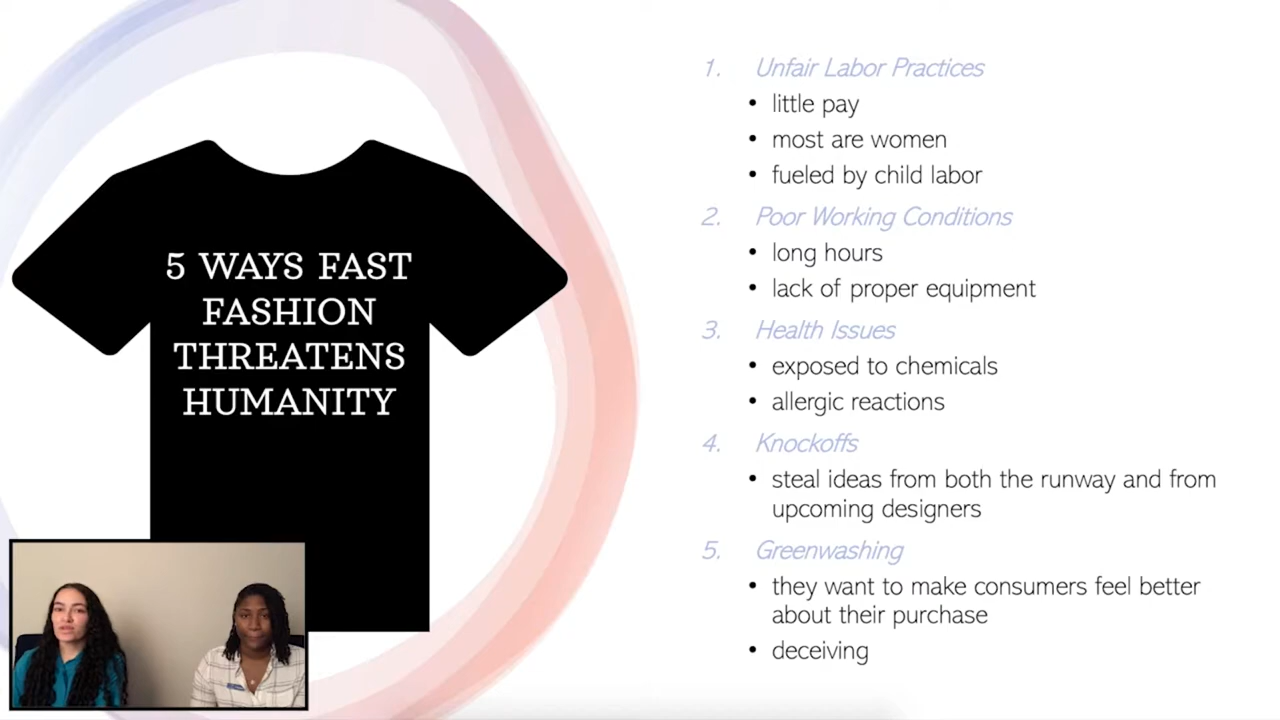 5 WAYS FAST
FASHION
THREATENS
HUMANITY
1. Unfair Labor Practices
• little pay
• most are women
• fueled by child labor
2. Poor Working Conditions
• long hours
• lack of proper equipment
3. Health Issues
• exposed to chemicals
• allergic reactions
4. Knockoffs
• steal ideas from both the runway and from
upcoming designers
5. Greenwashing
• they want to make consumers feel better
about their purchase
• deceiving